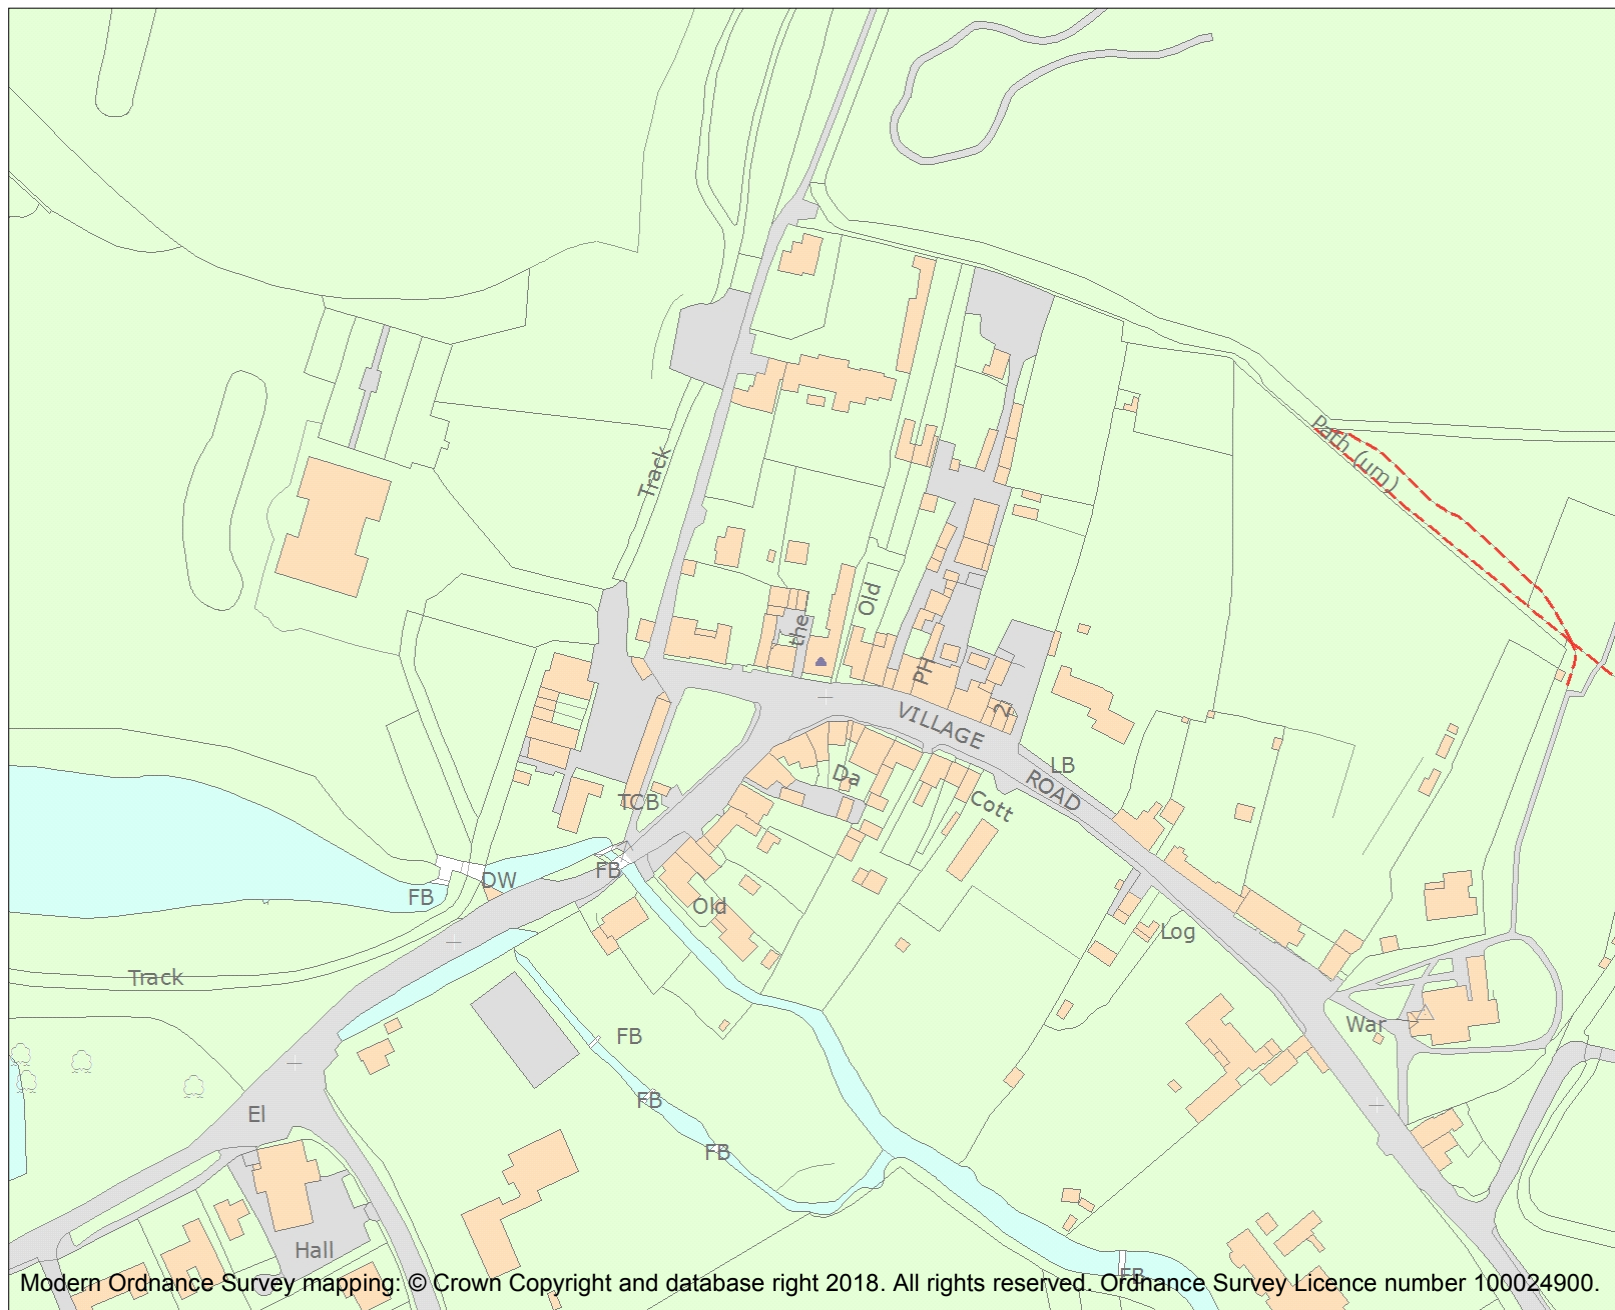 Path (um)
Track
Old
the
PH
2
VILLAGE
ROAD
LB
Da
Cott
TCB
FB
DW
FB
Old
Log
Track
War
FB
FB
El
FB
Hall
FB
Modern Ordnance Survey mapping: © Crown Copyright and database right 2018. All rights reserved. Ordnance Survey Licence number 100024900.